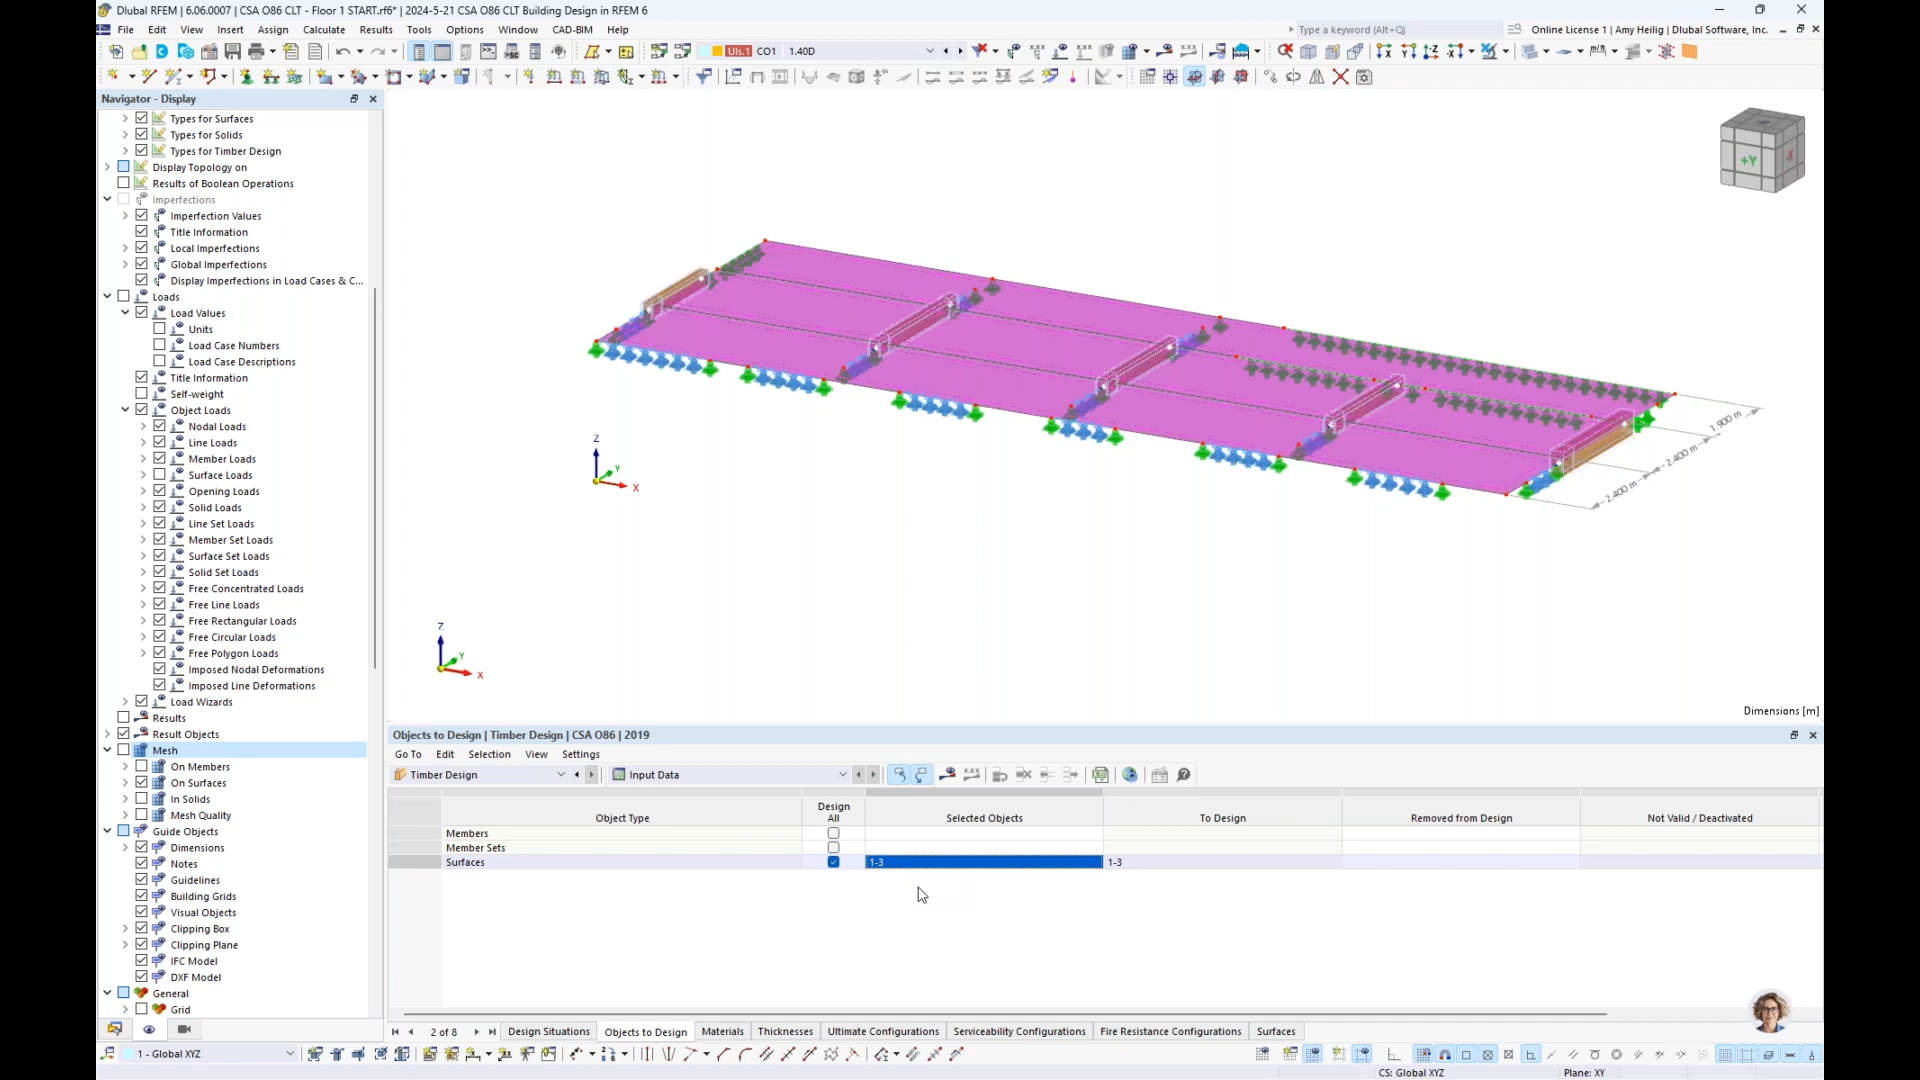 Dlubal RFEM | 6.06.0007 | CSA O86 CLT - Floor 1 START.rf6* | 2024-5-21 CSA O86 CLT Building Design in RFEM 6
File Edit View Insert Assign Calculate Results Tools Options Window CAD-BIM Help
Type a keyword (Alt+Q)
Online License 1 | Amy Heilig | Dlubal Software, Inc.
Uls.1 CO1 1.40D
Navigator - Display
Types for Surfaces
Types for Solids
Types for Timber Design
Display Topology on
Results of Boolean Operations
Imperfections
Imperfection Values
Title Information
Local Imperfections
Global Imperfections
Display Imperfections in Load Cases & C...
Loads
Load Values
Units
Load Case Numbers
Load Case Descriptions
Title Information
Self-weight
Object Loads
Nodal Loads
Line Loads
Member Loads
Surface Loads
Opening Loads
Solid Loads
Line Set Loads
Member Set Loads
Surface Set Loads
Solid Set Loads
Free Concentrated Loads
Free Line Loads
Free Rectangular Loads
Free Circular Loads
Free Polygon Loads
Imposed Nodal Deformations
Imposed Line Deformations
Load Wizards
Results
Result Objects
Mesh
On Members
On Surfaces
In Solids
Mesh Quality
Guide Objects
Dimensions
Notes
Guidelines
Building Grids
Visual Objects
Clipping Box
Clipping Plane
IFC Model
DXF Model
General
Grid
+Y
Z
Y
X
1.900 m
2.400 m
2.400 m
Z
Y
X
Dimensions [m]
Objects to Design | Timber Design | CSA O86 | 2019
Go To Edit Selection View Settings
Timber Design
Input Data
Object Type
Design All
Selected Objects
To Design
Removed from Design
Not Valid / Deactivated
Members
Member Sets
Surfaces 1-3 1-3
2 of 8
Design Situations
Objects to Design
Materials
Thicknesses
Ultimate Configurations
Serviceability Configurations
Fire Resistance Configurations
Surfaces
1 - Global XYZ
CS: Global XYZ
Plane: XY